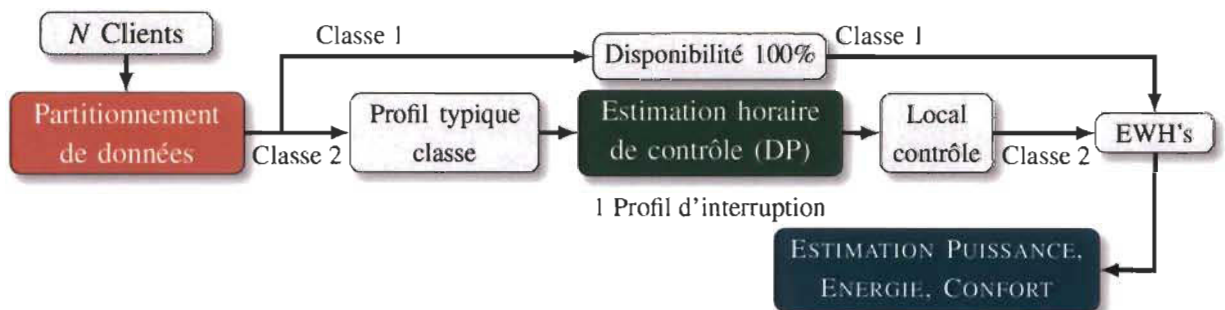 N Clients
Classe 1
Disponibilité 100%
Classe 1
Partitionnement
de données
Classe 2
Profil typique
classe
Estimation horaire
de contrôle (DP)
Local
contrôle
Classe 2
EWH's
1 Profil d'interruption
ESTIMATION PUISSANCE,
ENERGIE, CONFORT